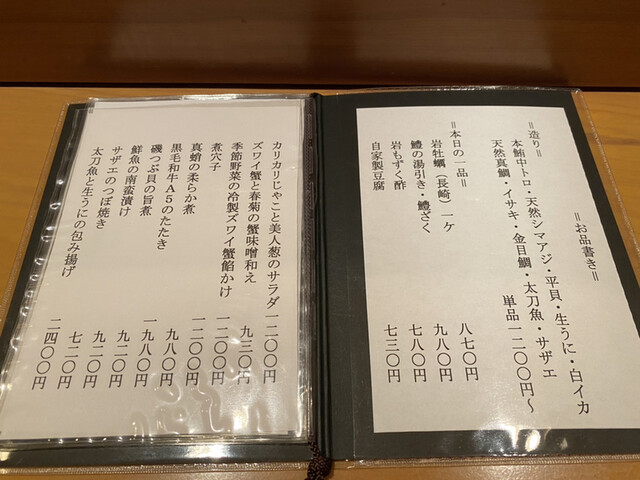 =お品書き=
=造り=
本鮪中トロ・天然シマアジ・平貝・生うに・白イカ
天然真鯛・イサキ・金目鯛・太刀魚・サザエ
単品一二〇〇円～
=本日の一品=
岩牡蠣(長崎)一ケ 八七〇円
鱧の湯引き・鱧ざく 九八〇円
岩もずく酢 七八〇円
自家製豆腐 七三〇円
カリカリじゃこと美人葱のサラダ 一二〇〇円
ズワイ蟹と春菊の蟹味噌和え 九三〇円
季節野菜の冷製ズワイ蟹餡かけ 一二〇〇円
煮穴子 一二〇〇円
真蛸の柔らか煮 九八〇円
黒毛和牛A5のたたき 一九八〇円
磯つぶ貝の旨煮 九二〇円
鮮魚の南蛮漬け 九二〇円
サザエのつぼ焼き 七二〇円
太刀魚と生うにの包み揚げ 二四〇〇円